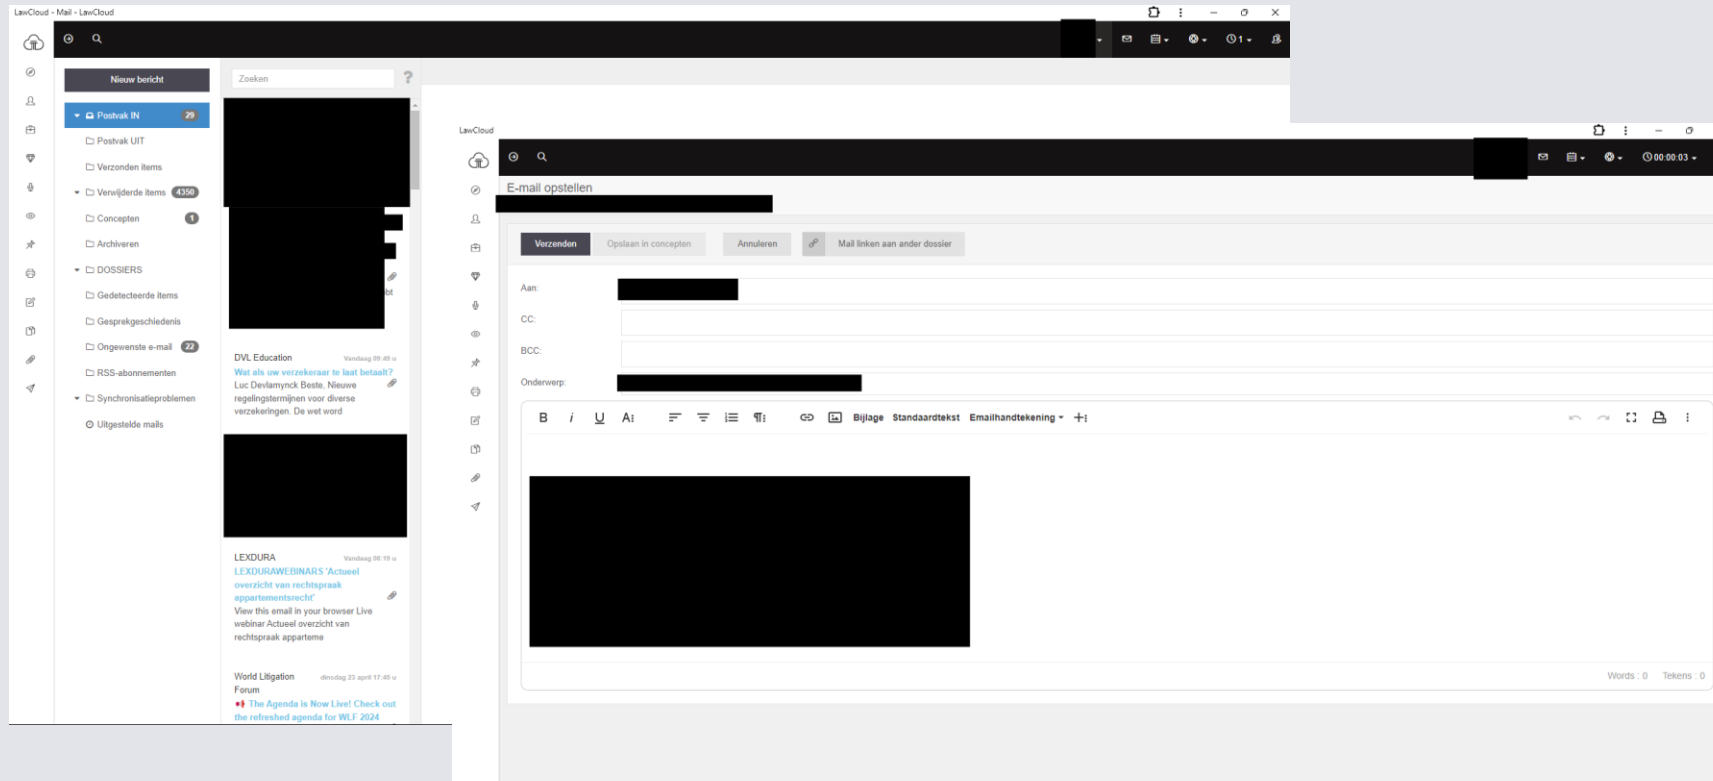 LawCloud - Mail - LawCloud
1
Nieuw bericht
Postvak IN 29
Postvak UIT
Verzonden items
Verwijderde items 4350
Concepten 1
Archiveren
DOSSIERS
Gedetecteerde items
Gesprekgeschiedenis
Ongewenste e-mail 22
RSS-abonnementen
Synchronisatieproblemen
Uitgestelde mails
Zoeken
?
DVL Education Vandaag 09:49 u
Wat als uw verzekeraar te laat betaalt?
Luc Devlamynck Beste, Nieuwe
regelingstermijnen voor diverse
verzekeringen. De wet word
LEXDURA Vandaag 08:19 u
LEXDURAWEBINARS 'Actueel
overzicht van rechtspraak
appartementsrecht'
View this email in your browser Live
webinar Actueel overzicht van
rechtspraak apparteme
World Litigation dinsdag 23 april 17:40 u
Forum
The Agenda is Now Live! Check out
the refreshed agenda for WLF 2024
LawCloud
00:00:03
E-mail opstellen
Verzenden Opslaan in concepten Annuleren Mail linken aan ander dossier
Aan:
CC:
BCC:
Onderwerp:
B i U A Bijlage Standaardtekst Emailhandtekening
Words : 0 Tekens : 0